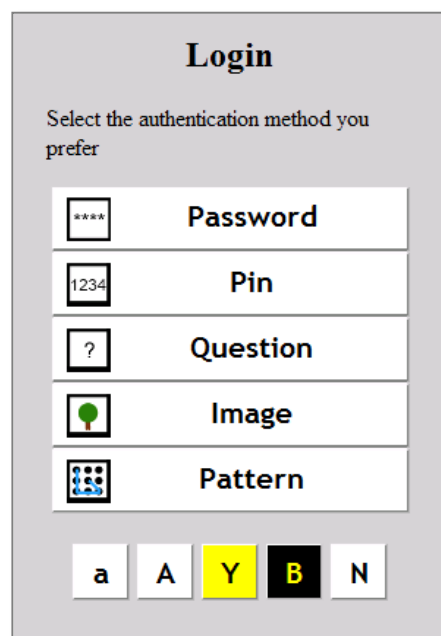 Login
Select the authentication method you
prefer
**** Password
1234 Pin
? Question
Image
Pattern
a A Y B N